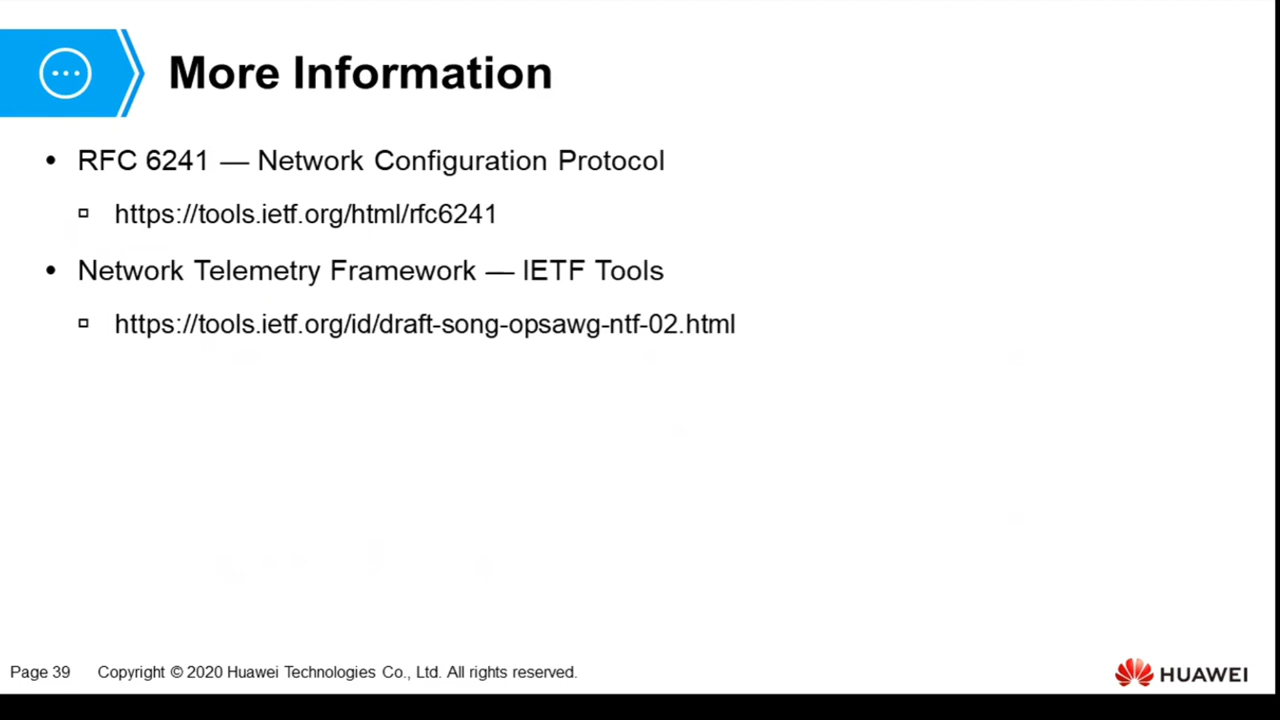 More Information
• RFC 6241 — Network Configuration Protocol
▫ https://tools.ietf.org/html/rfc6241
• Network Telemetry Framework — IETF Tools
▫ https://tools.ietf.org/id/draft-song-opsawg-ntf-02.html
Page 39 Copyright © 2020 Huawei Technologies Co., Ltd. All rights reserved.
HUAWEI